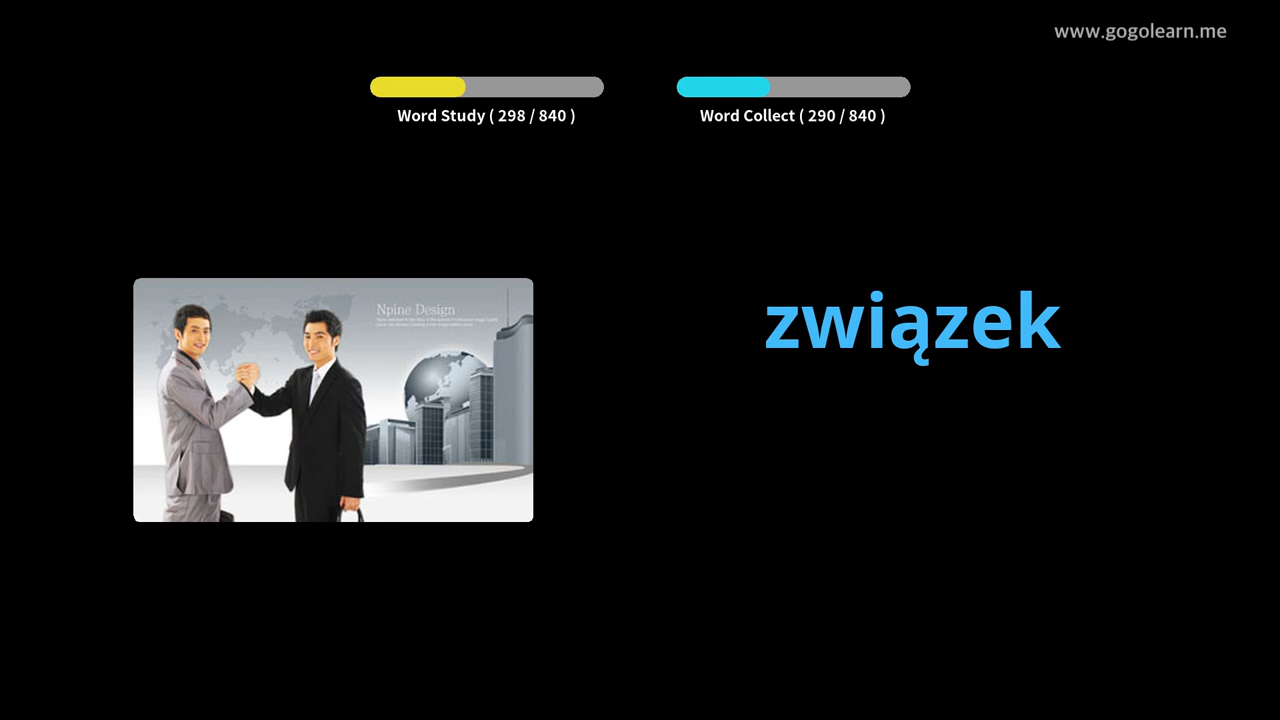 www.gogolearn.me
Word Study ( 298 / 840 )
Word Collect ( 290 / 840 )
Npine Design
związek